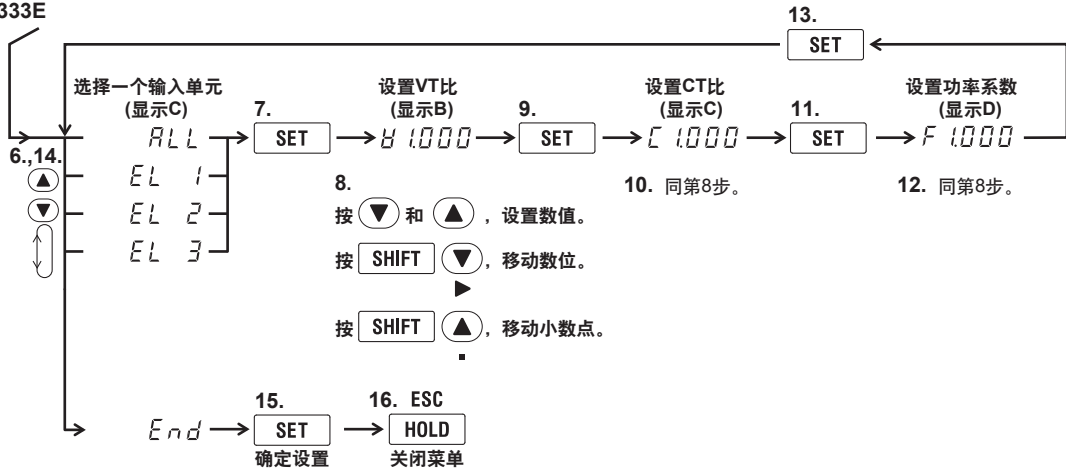 333E
13.
SET
选择一个输入单元
(显示C)
设置VT比
(显示B)
设置CT比
(显示C)
设置功率系数
(显示D)
6.,14.
ALL
7.
SET
V 1.000
9.
SET
C 1.000
11.
SET
F 1.000
EL 1
EL 2
EL 3
8.
按 和 ，设置数值。
按 SHIFT ，移动数位。
按 SHIFT ，移动小数点。
10. 同第8步。
12. 同第8步。
End
15.
SET
确定设置
16. ESC
HOLD
关闭菜单